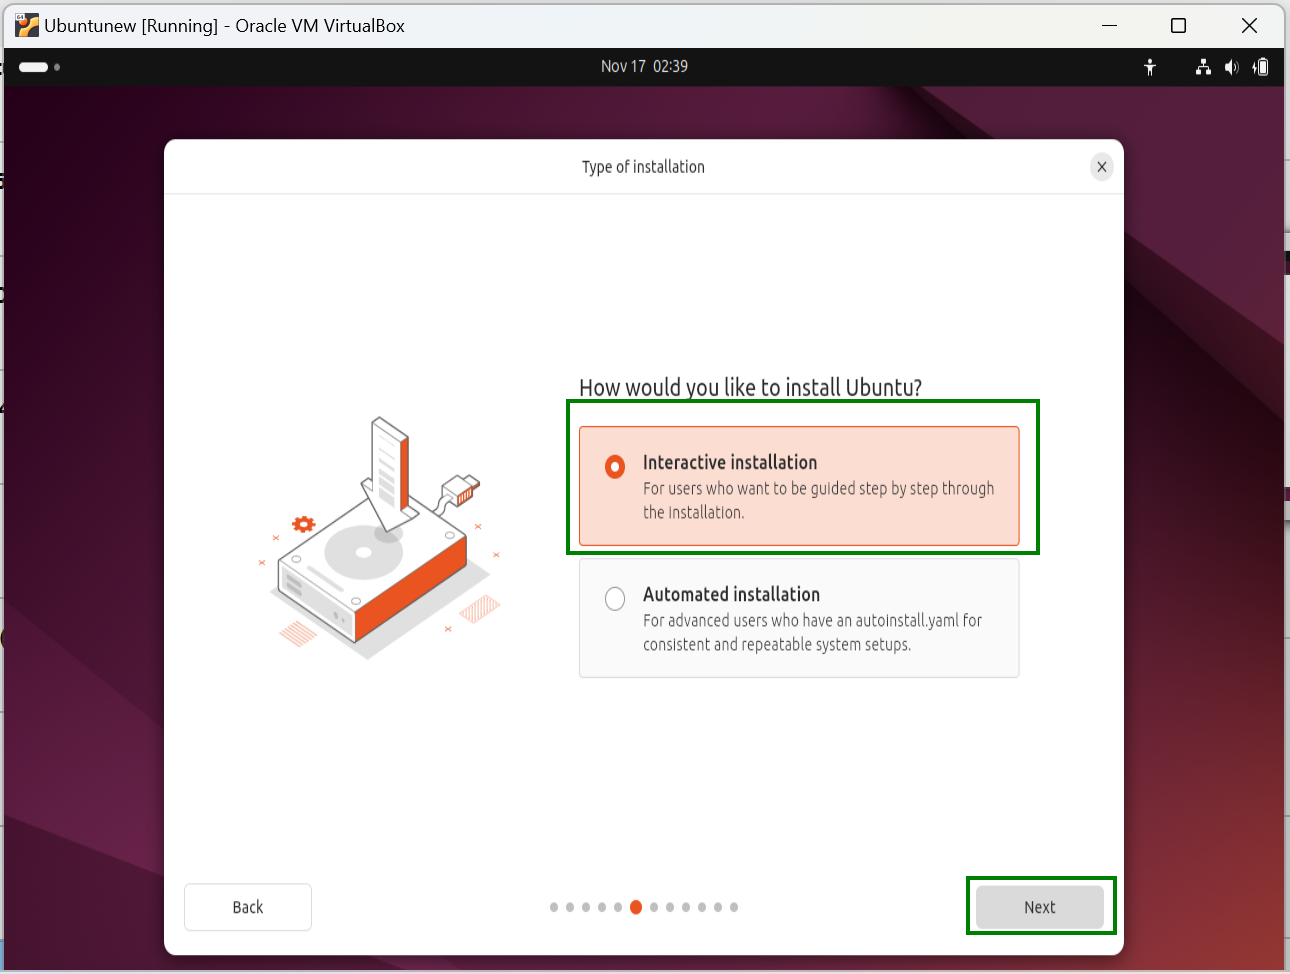 Ubuntunew [Running] - Oracle VM VirtualBox
Nov 17 02:39
Type of installation
How would you like to install Ubuntu?
Interactive installation
For users who want to be guided step by step through
the installation.
Automated installation
For advanced users who have an autoinstall.yaml for
consistent and repeatable system setups.
Back
Next